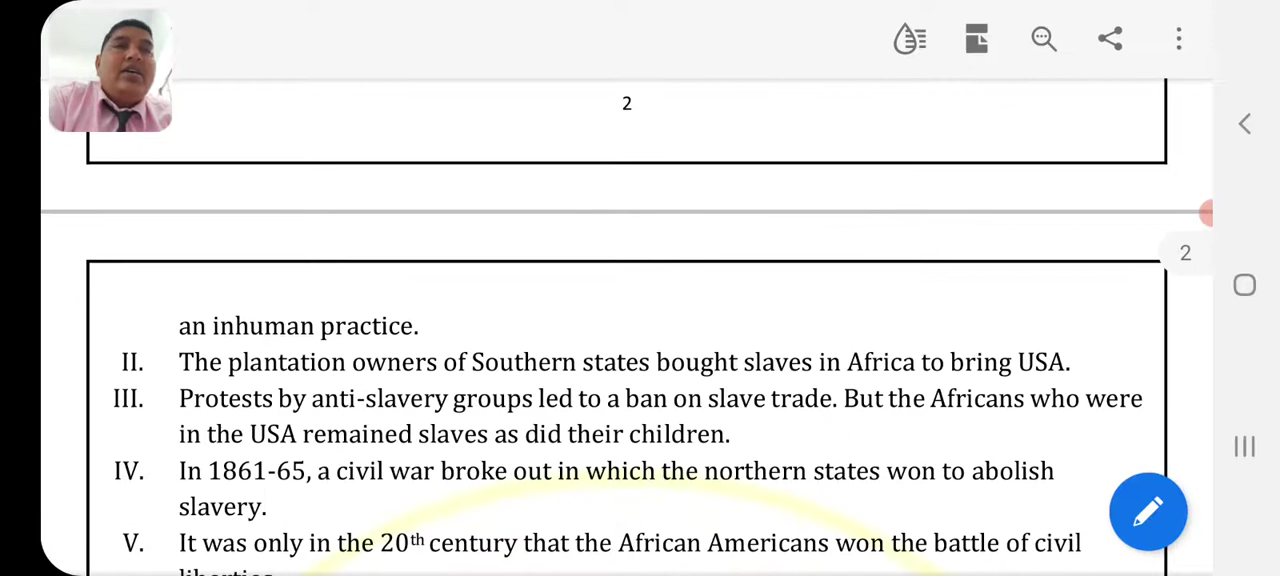 2
2
an inhuman practice.
II. The plantation owners of Southern states bought slaves in Africa to bring USA.
III. Protests by anti-slavery groups led to a ban on slave trade. But the Africans who were
in the USA remained slaves as did their children.
IV. In 1861-65, a civil war broke out in which the northern states won to abolish
slavery.
V. It was only in the 20th century that the African Americans won the battle of civil